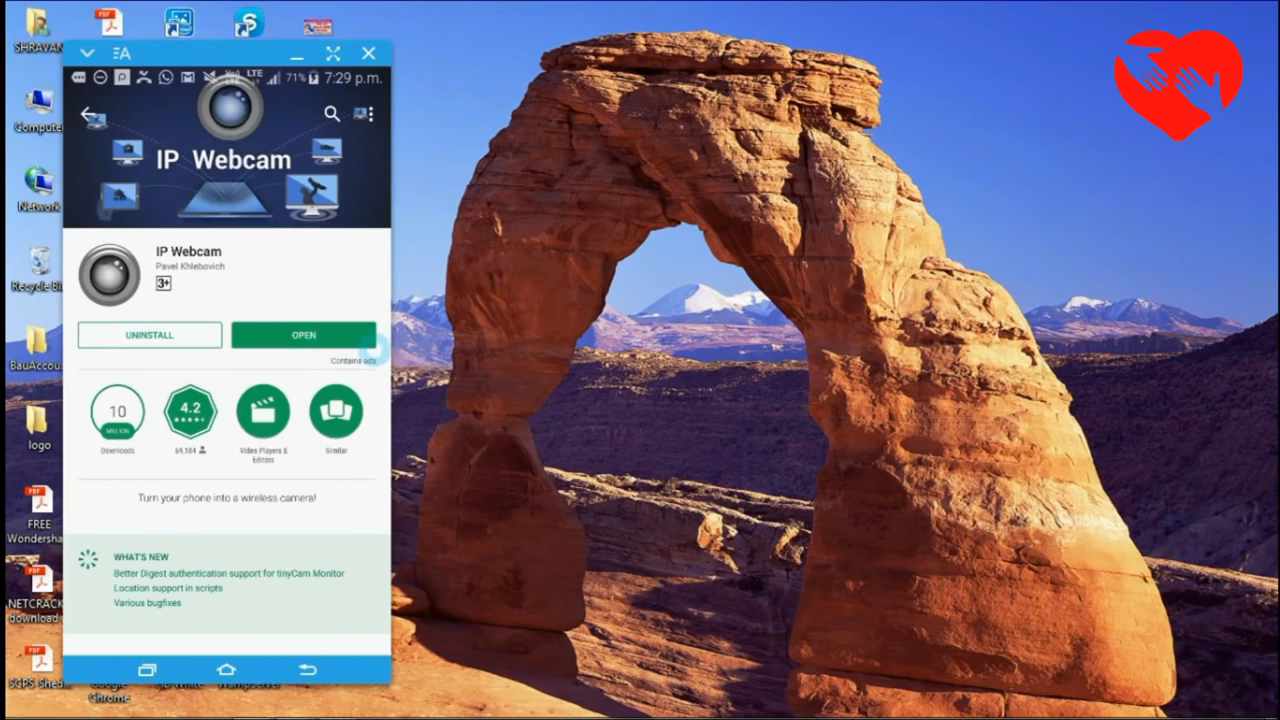 SHRAVAN
Computer
Network
Recycle Bi
BauAccou
logo
FREE
Wondersha
NETCRACK
download
SGPS Shed...
Chrome
WampServer
PDF
S
A
LTE
71%
7:29 p.m.
IP Webcam
IP Webcam
Pavel Khlebovich
3+
UNINSTALL
OPEN
Contains ads
10
MILLION
Downloads
4.2
69,184
Video Players &
Editors
Similar
Turn your phone into a wireless camera!
WHAT'S NEW
Better Digest authentication support for tinyCam Monitor
Location support in scripts
Various bugfixes